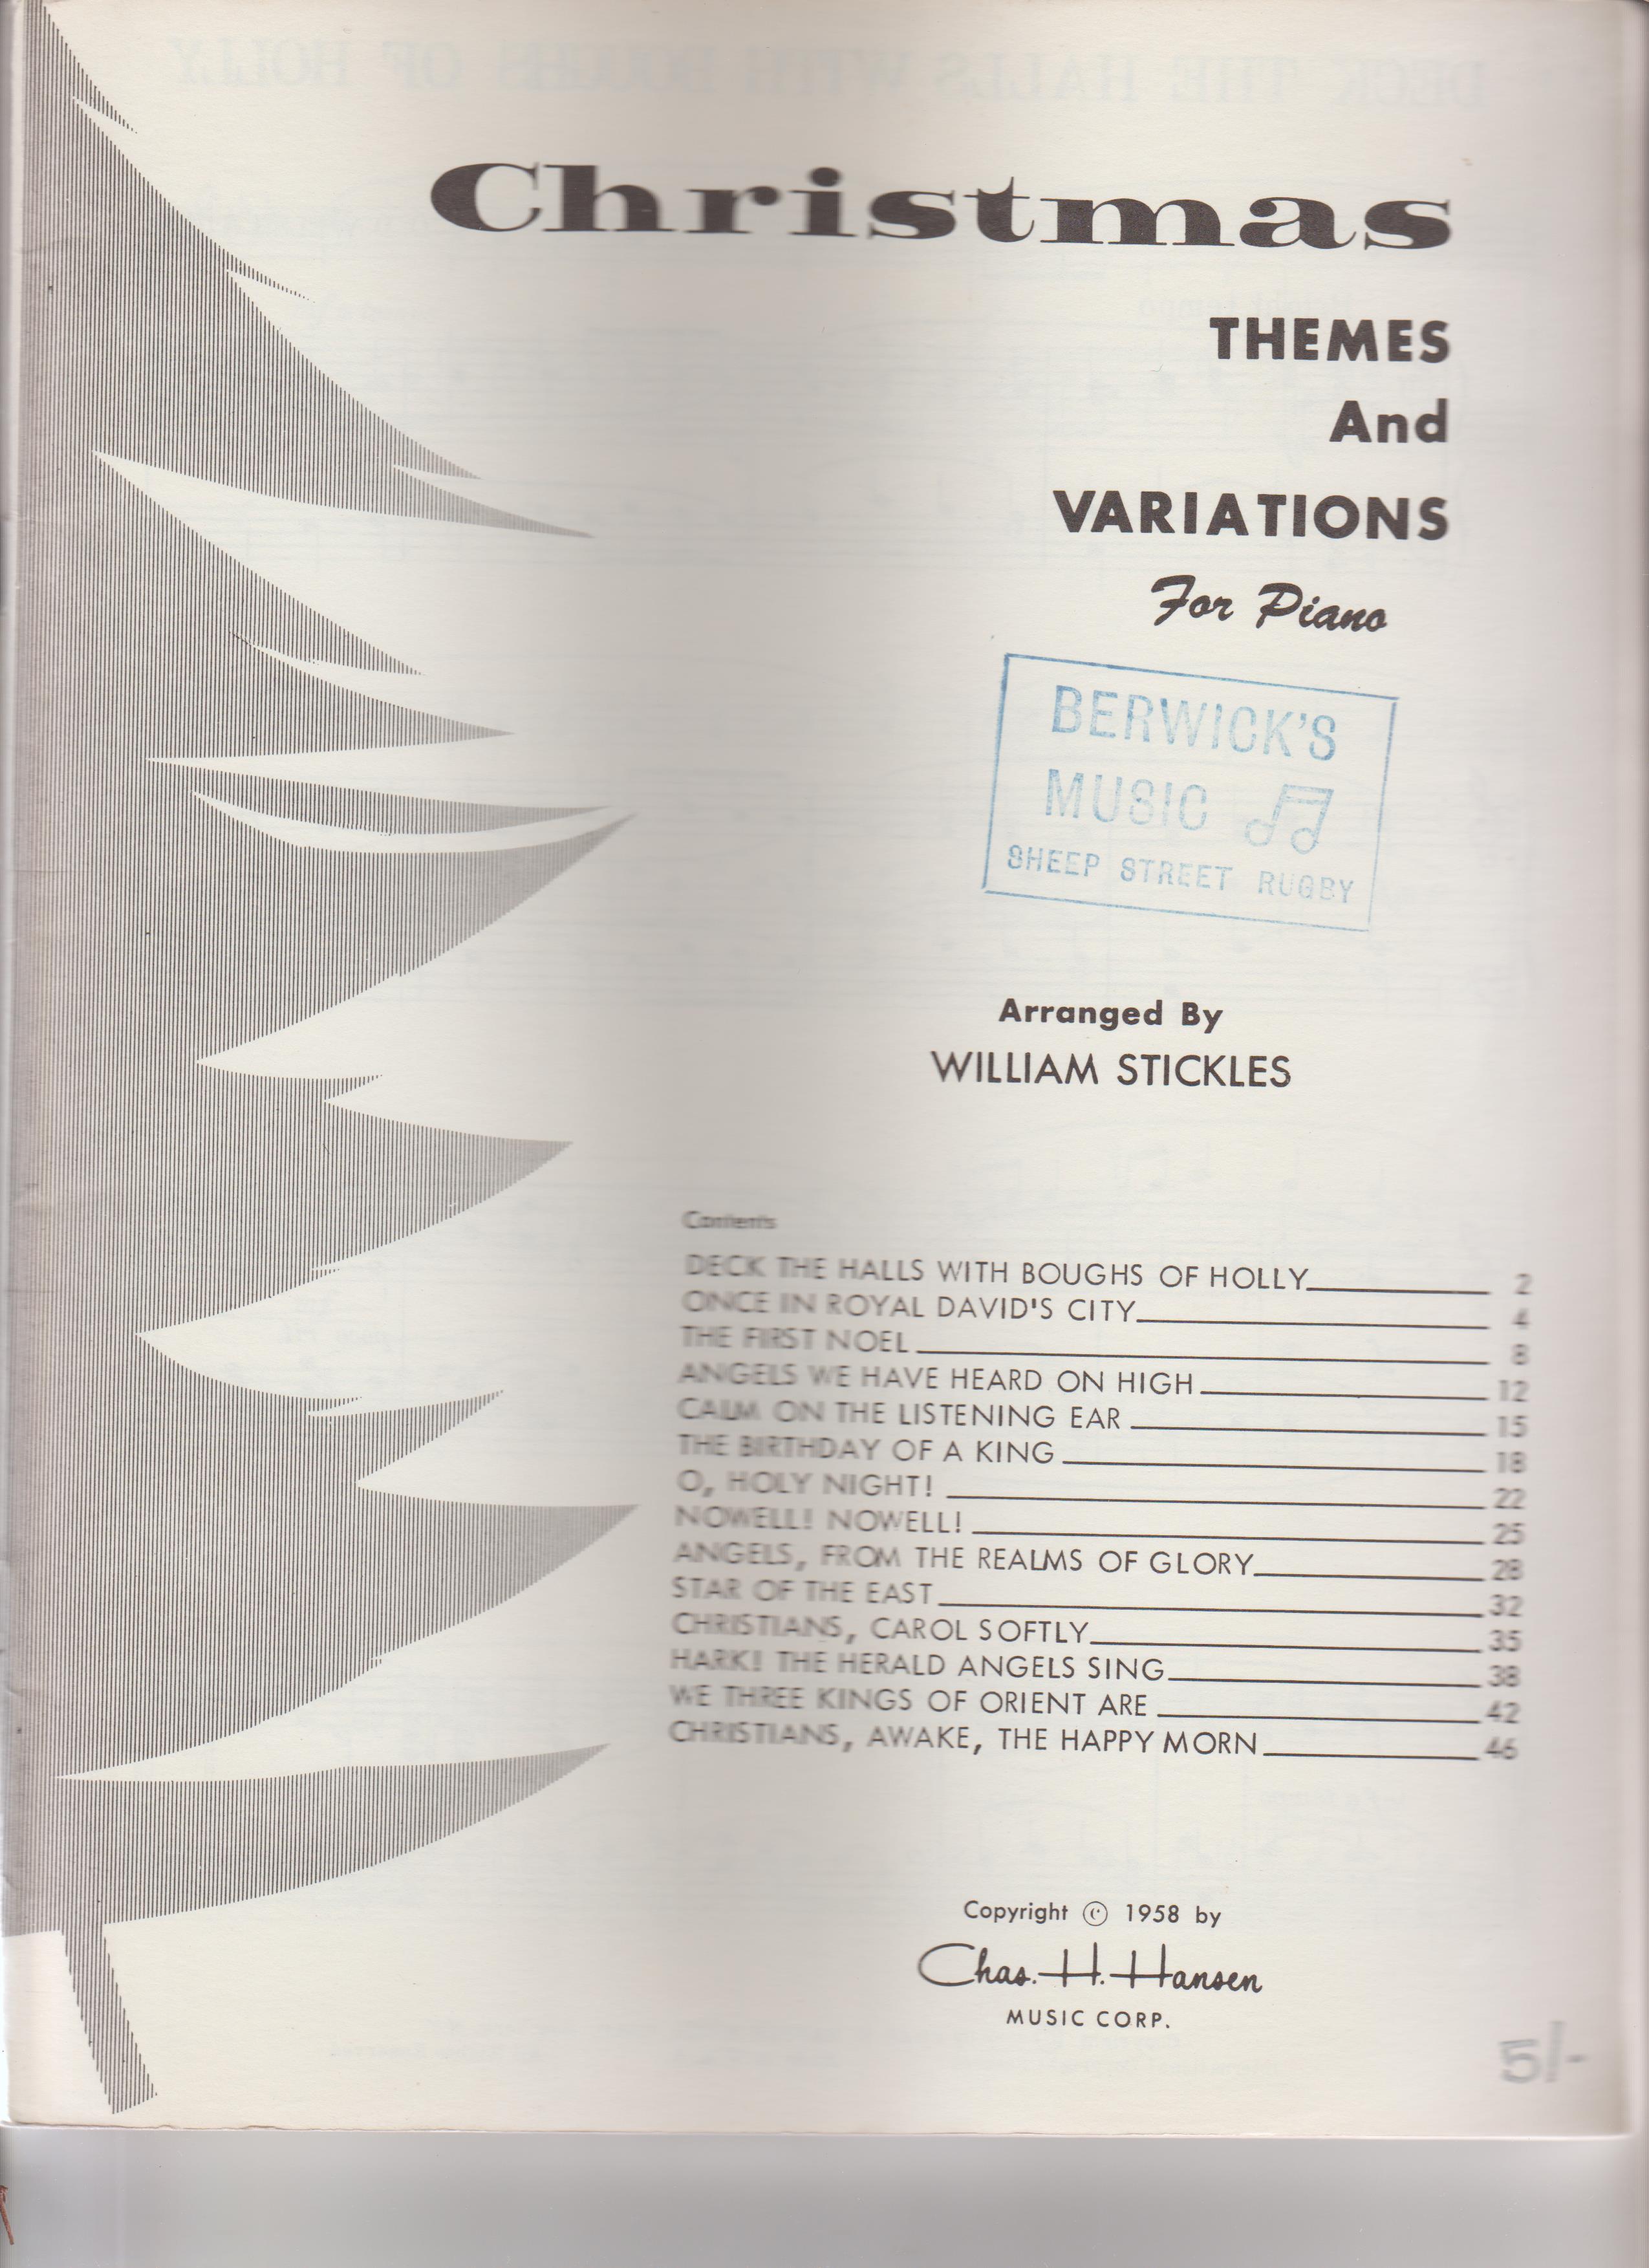 Christmas
THEMES
And
VARIATIONS
For Piano
BERWICK'S
MUSIC
SHEEP STREET RUGBY
Arranged By
WILLIAM STICKLES
Contents
DECK THE HALLS WITH BOUGHS OF HOLLY 2
ONCE IN ROYAL DAVID'S CITY 4
THE FIRST NOEL 8
ANGELS WE HAVE HEARD ON HIGH 12
CALM ON THE LISTENING EAR 15
THE BIRTHDAY OF A KING 18
O, HOLY NIGHT! 22
NOWELL! NOWELL! 25
ANGELS, FROM THE REALMS OF GLORY 28
STAR OF THE EAST 32
CHRISTIANS, CAROL SOFTLY 35
HARK! THE HERALD ANGELS SING 38
WE THREE KINGS OF ORIENT ARE 42
CHRISTIANS, AWAKE, THE HAPPY MORN 46
Copyright © 1958 by
Chas. H. Hansen
MUSIC CORP.
5/-